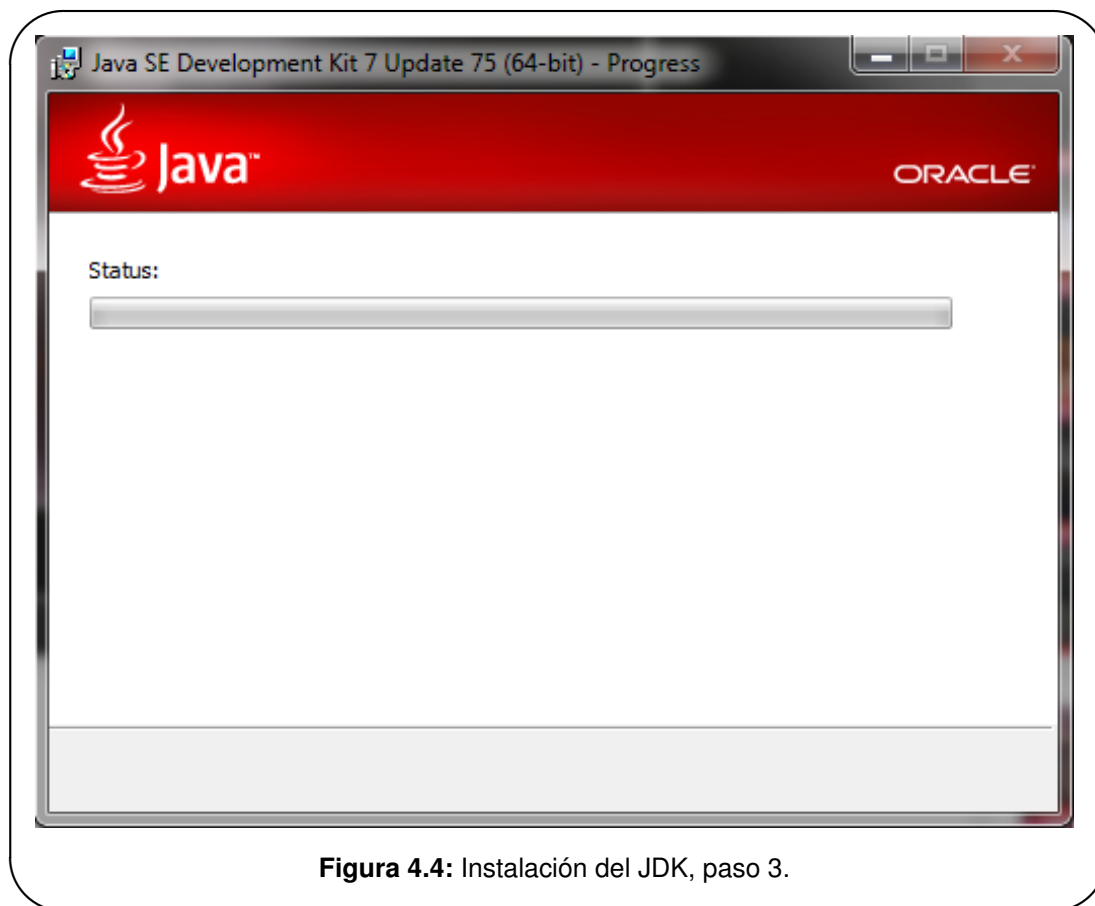 Java SE Development Kit 7 Update 75 (64-bit) - Progress
Java™
ORACLE
Status:
Figura 4.4: Instalación del JDK, paso 3.